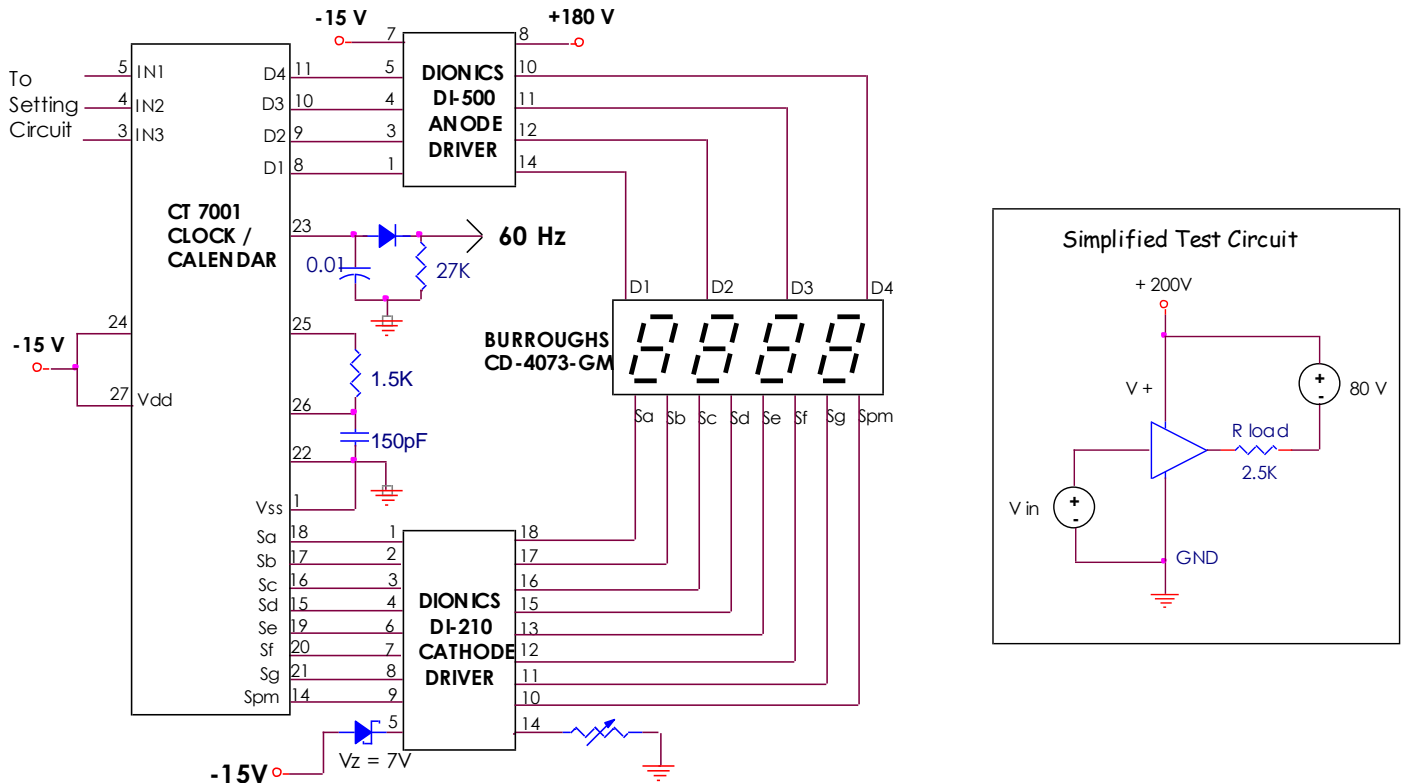 -15 V
+180 V
7
8
To
Setting
Circuit
5
IN1
4
IN2
3
IN3
D4
11
D3
10
D2
9
D1
8
5
4
3
1
DIONICS
DI-500
ANODE
DRIVER
10
11
12
14
CT 7001
CLOCK /
CALENDAR
23
60 Hz
0.01
27K
24
-15 V
27
Vdd
25
1.5K
26
150pF
22
Vss
1
D1
D2
D3
D4
BURROUGHS
CD-4073-GM
8888
Sa
Sb
Sc
Sd
Se
Sf
Sg
Spm
Sa
18
Sb
17
Sc
16
Sd
15
Se
19
Sf
20
Sg
21
Spm
14
1
2
3
4
6
7
8
9
5
DIONICS
DI-210
CATHODE
DRIVER
18
17
16
15
13
12
11
10
14
Vz = 7V
-15V
Simplified Test Circuit
+ 200V
V +
80 V
R load
2.5K
V in
GND